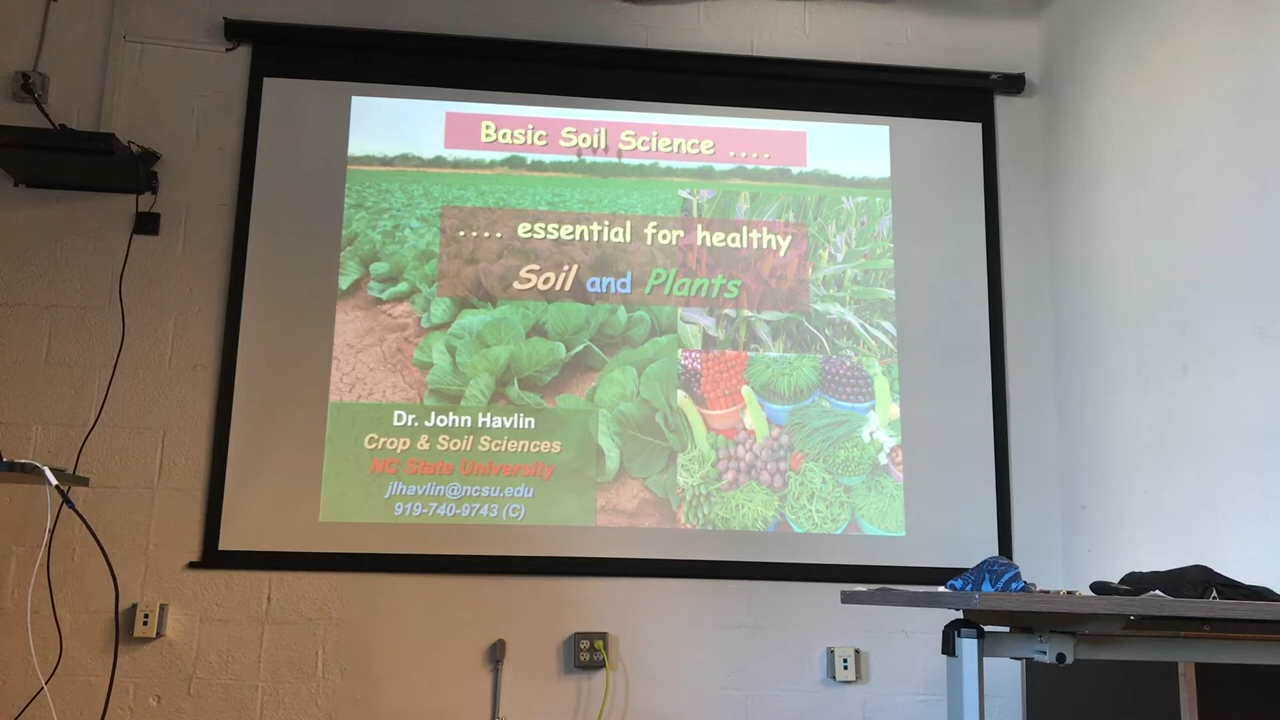 Basic Soil Science ....
.... essential for healthy
Soil and Plants
Dr. John Havlin
Crop & Soil Sciences
NC State University
jlhavlin@ncsu.edu
919-740-9743 (C)